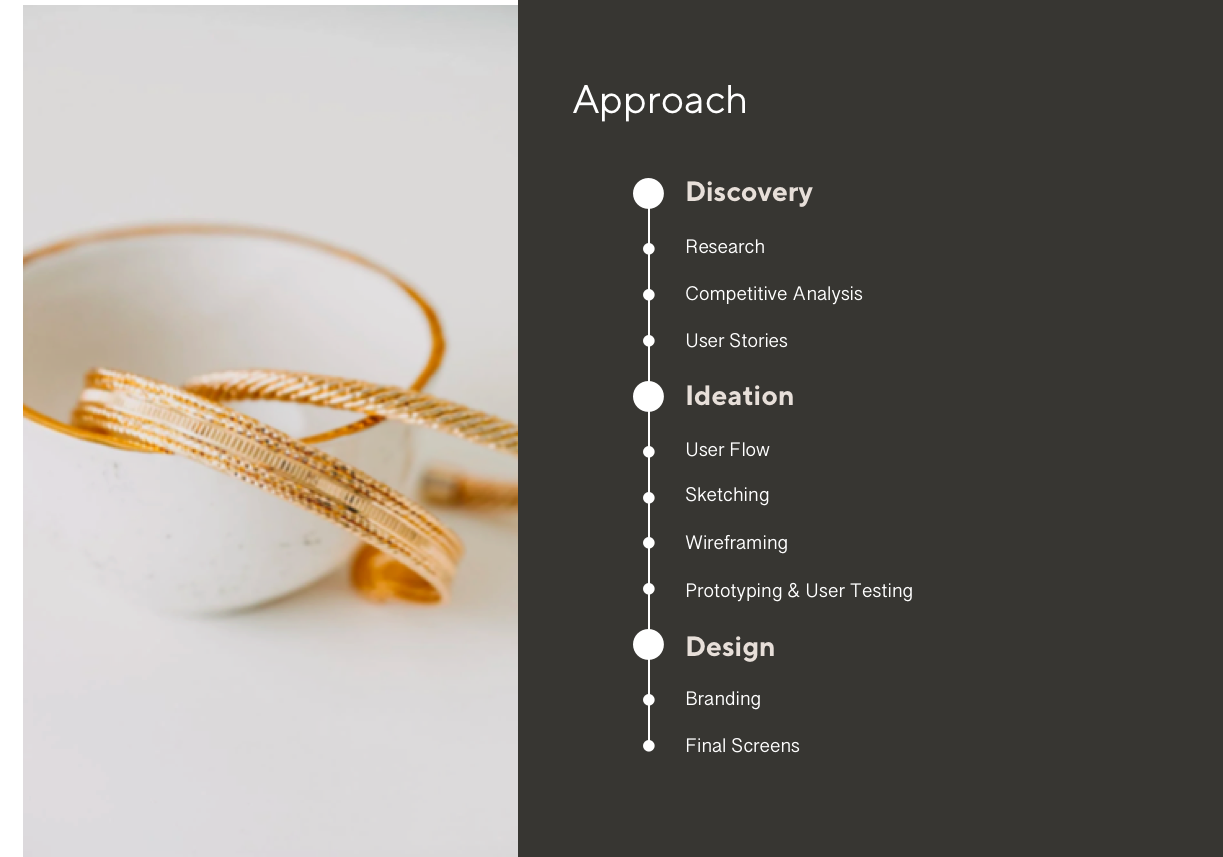 Approach
Discovery
Research
Competitive Analysis
User Stories
Ideation
User Flow
Sketching
Wireframing
Prototyping & User Testing
Design
Branding
Final Screens